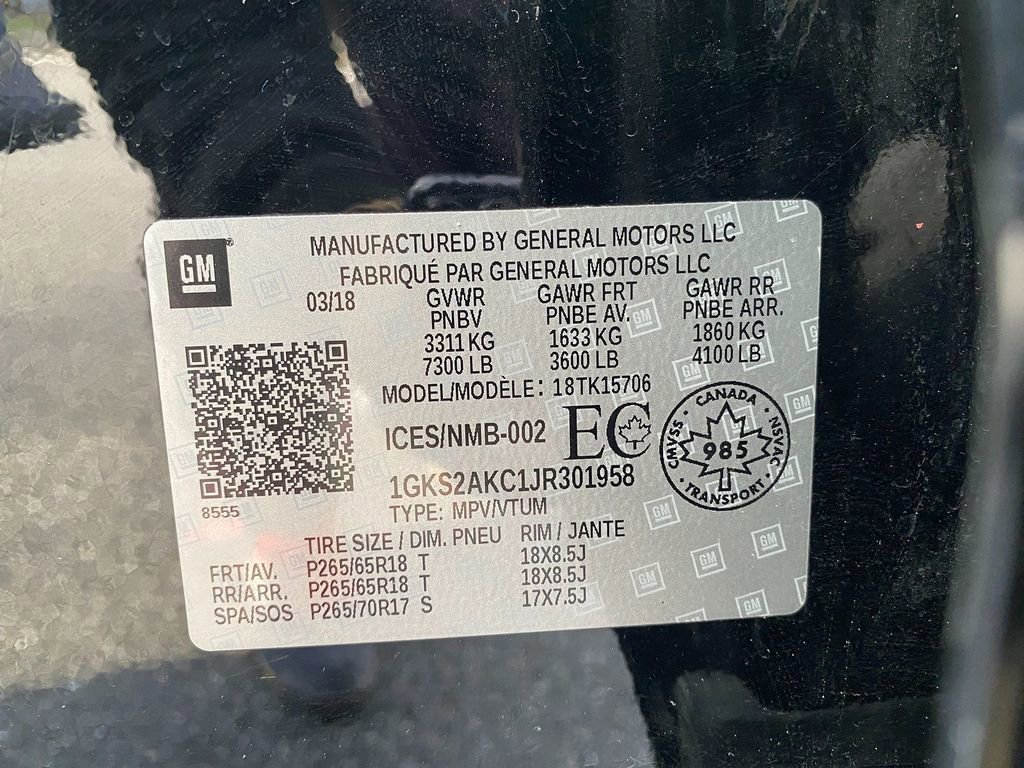 GM
MANUFACTURED BY GENERAL MOTORS LLC
FABRIQUÉ PAR GENERAL MOTORS LLC
03/18 GVWR GAWR FRT GAWR RR
PNBV PNBE AV. PNBE ARR.
3311 KG 1633 KG 1860 KG
7300 LB 3600 LB 4100 LB
MODEL/MODÈLE: 18TK15706
ICES/NMB-002 EC
CANADA
CMVSS 985 NSVAC
TRANSPORT
1GKS2AKC1JR301958
8555
TYPE: MPV/VTUM
TIRE SIZE / DIM. PNEU RIM / JANTE
FRT/AV. P265/65R18 T 18X8.5J
RR/ARR. P265/65R18 T 18X8.5J
SPA/SOS P265/70R17 S 17X7.5J